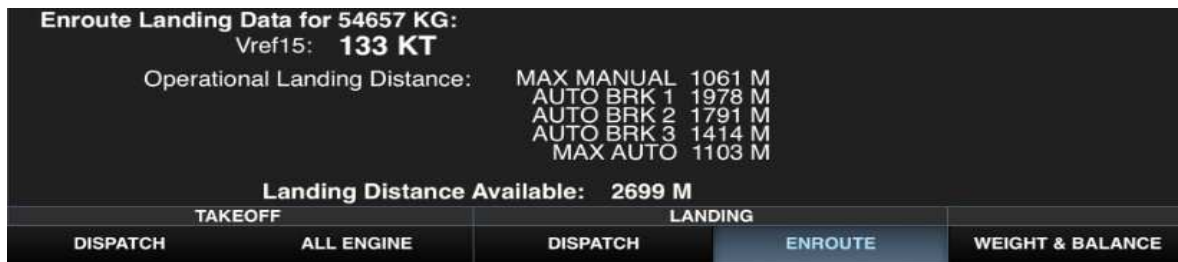 Enroute Landing Data for 54657 KG:
Vref15: 133 KT
Operational Landing Distance: MAX MANUAL 1061 M
AUTO BRK 1 1978 M
AUTO BRK 2 1791 M
AUTO BRK 3 1414 M
MAX AUTO 1103 M
Landing Distance Available: 2699 M
TAKEOFF LANDING
DISPATCH ALL ENGINE DISPATCH ENROUTE WEIGHT & BALANCE